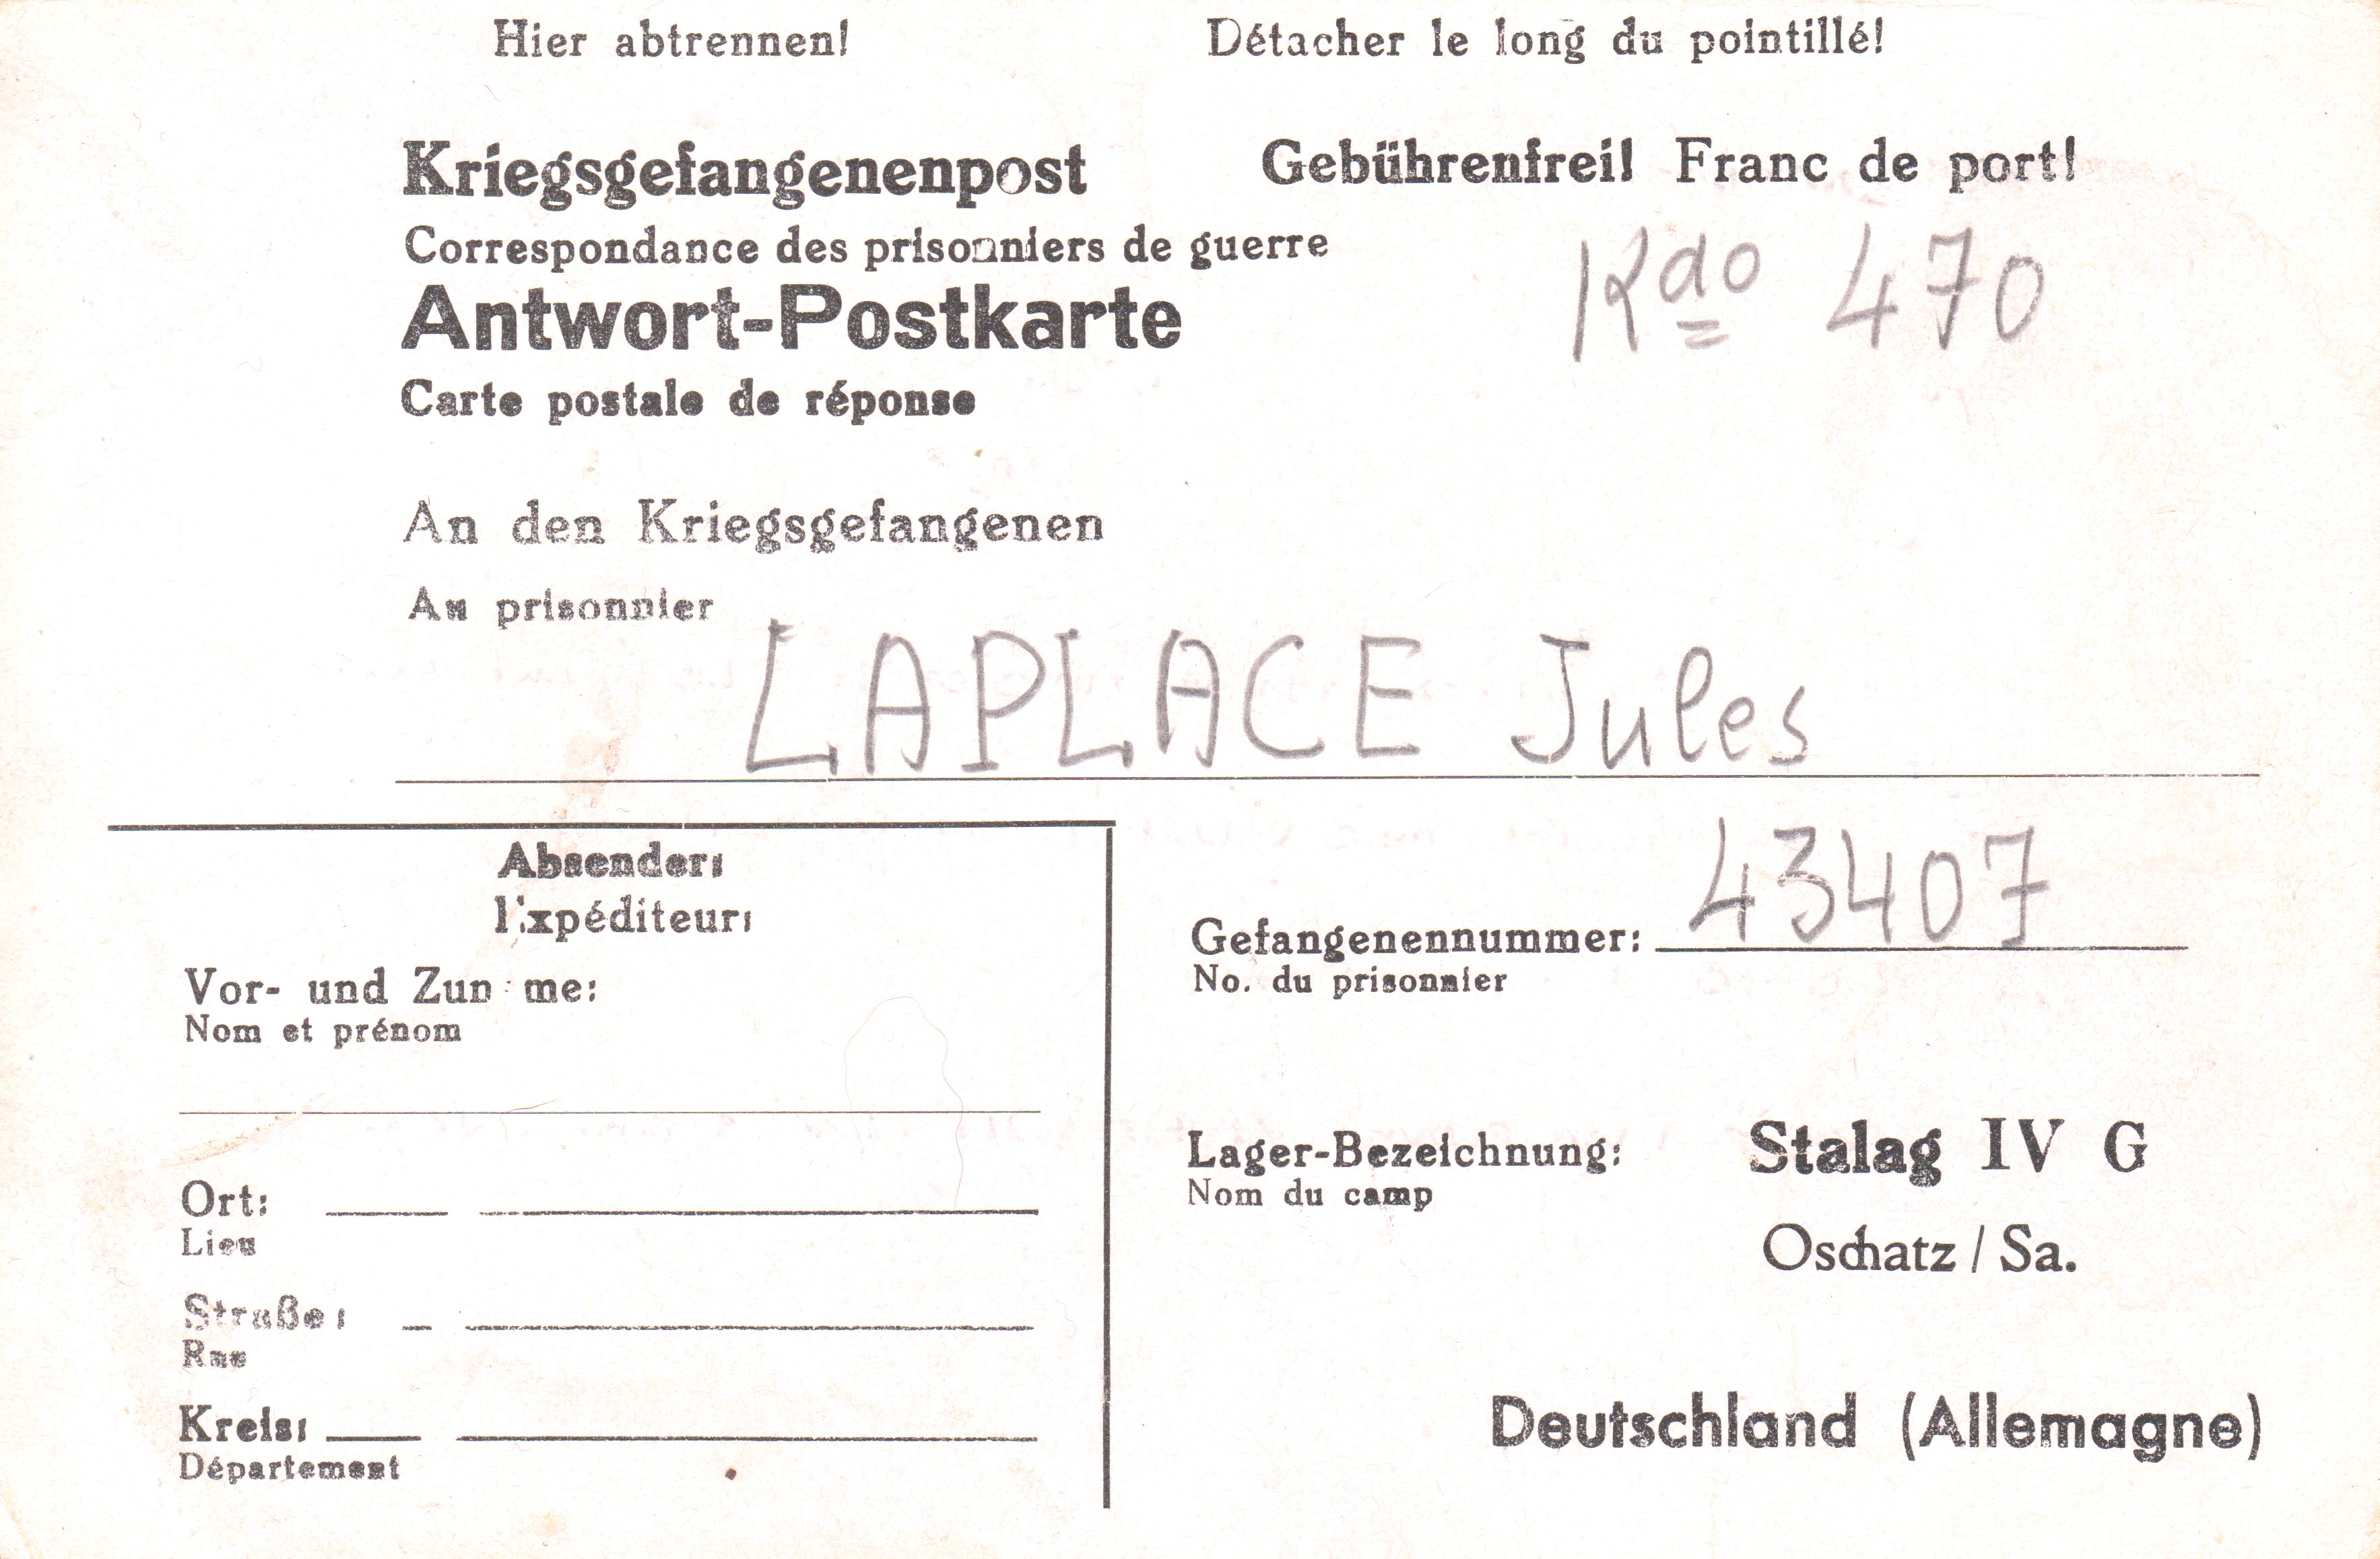 Hier abtrennen! Détacher le long du pointillé!
Kriegsgefangenenpost Gebührenfrei! Franc de port!
Correspondance des prisonniers de guerre Kdo 470
Antwort-Postkarte
Carte postale de réponse
An den Kriegsgefangenen
Au prisonnier
LAPLACE Jules
Absender:
l'Expéditeur:
Gefangenennummer: 43407
No. du prisonnier
Vor- und Zuname:
Nom et prénom
Lager-Bezeichnung: Stalag IV G
Nom du camp
Oschatz / Sa.
Ort:
Lieu
Straße:
Rue
Kreis:
Département
Deutschland (Allemagne)